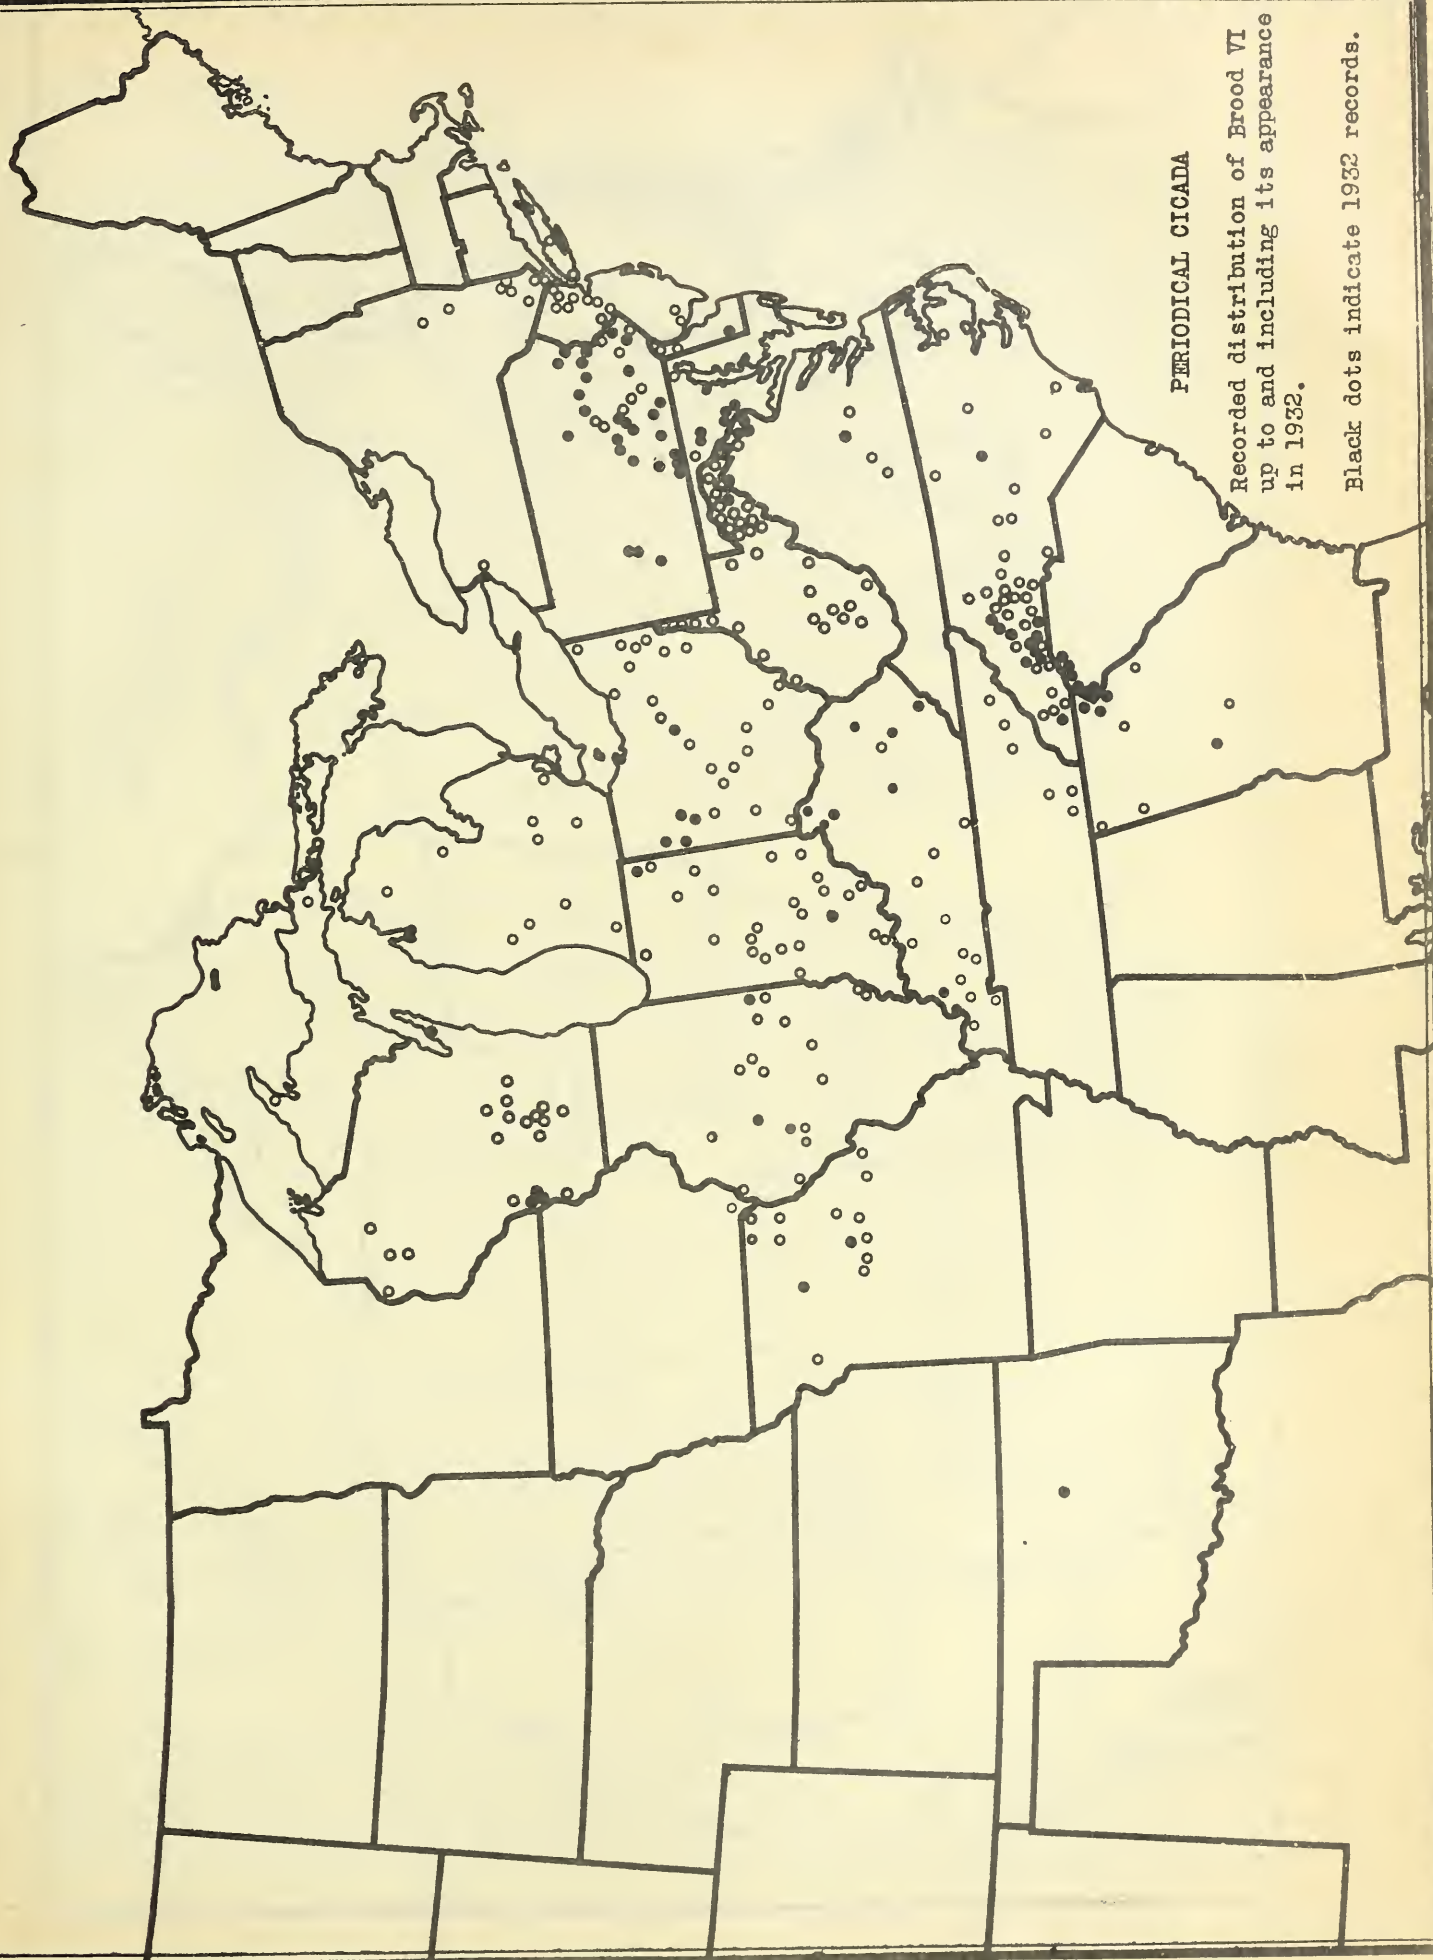 PERIODICAL CICADA
Recorded distribution of Brood VI
up to and including its appearance
in 1932.
Black dots indicate 1932 records.